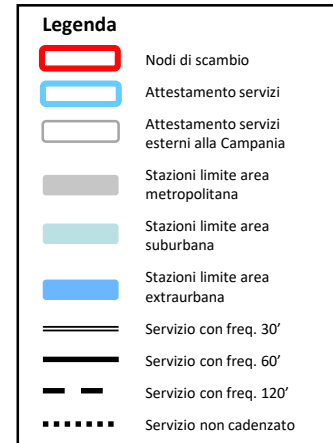 Legenda
Nodi di scambio
Attestamento servizi
Attestamento servizi
esterni alla Campania
Stazioni limite area
metropolitana
Stazioni limite area
suburbana
Stazioni limite area
extraurbana
Servizio con freq. 30’
Servizio con freq. 60’
Servizio con freq. 120’
Servizio non cadenzato